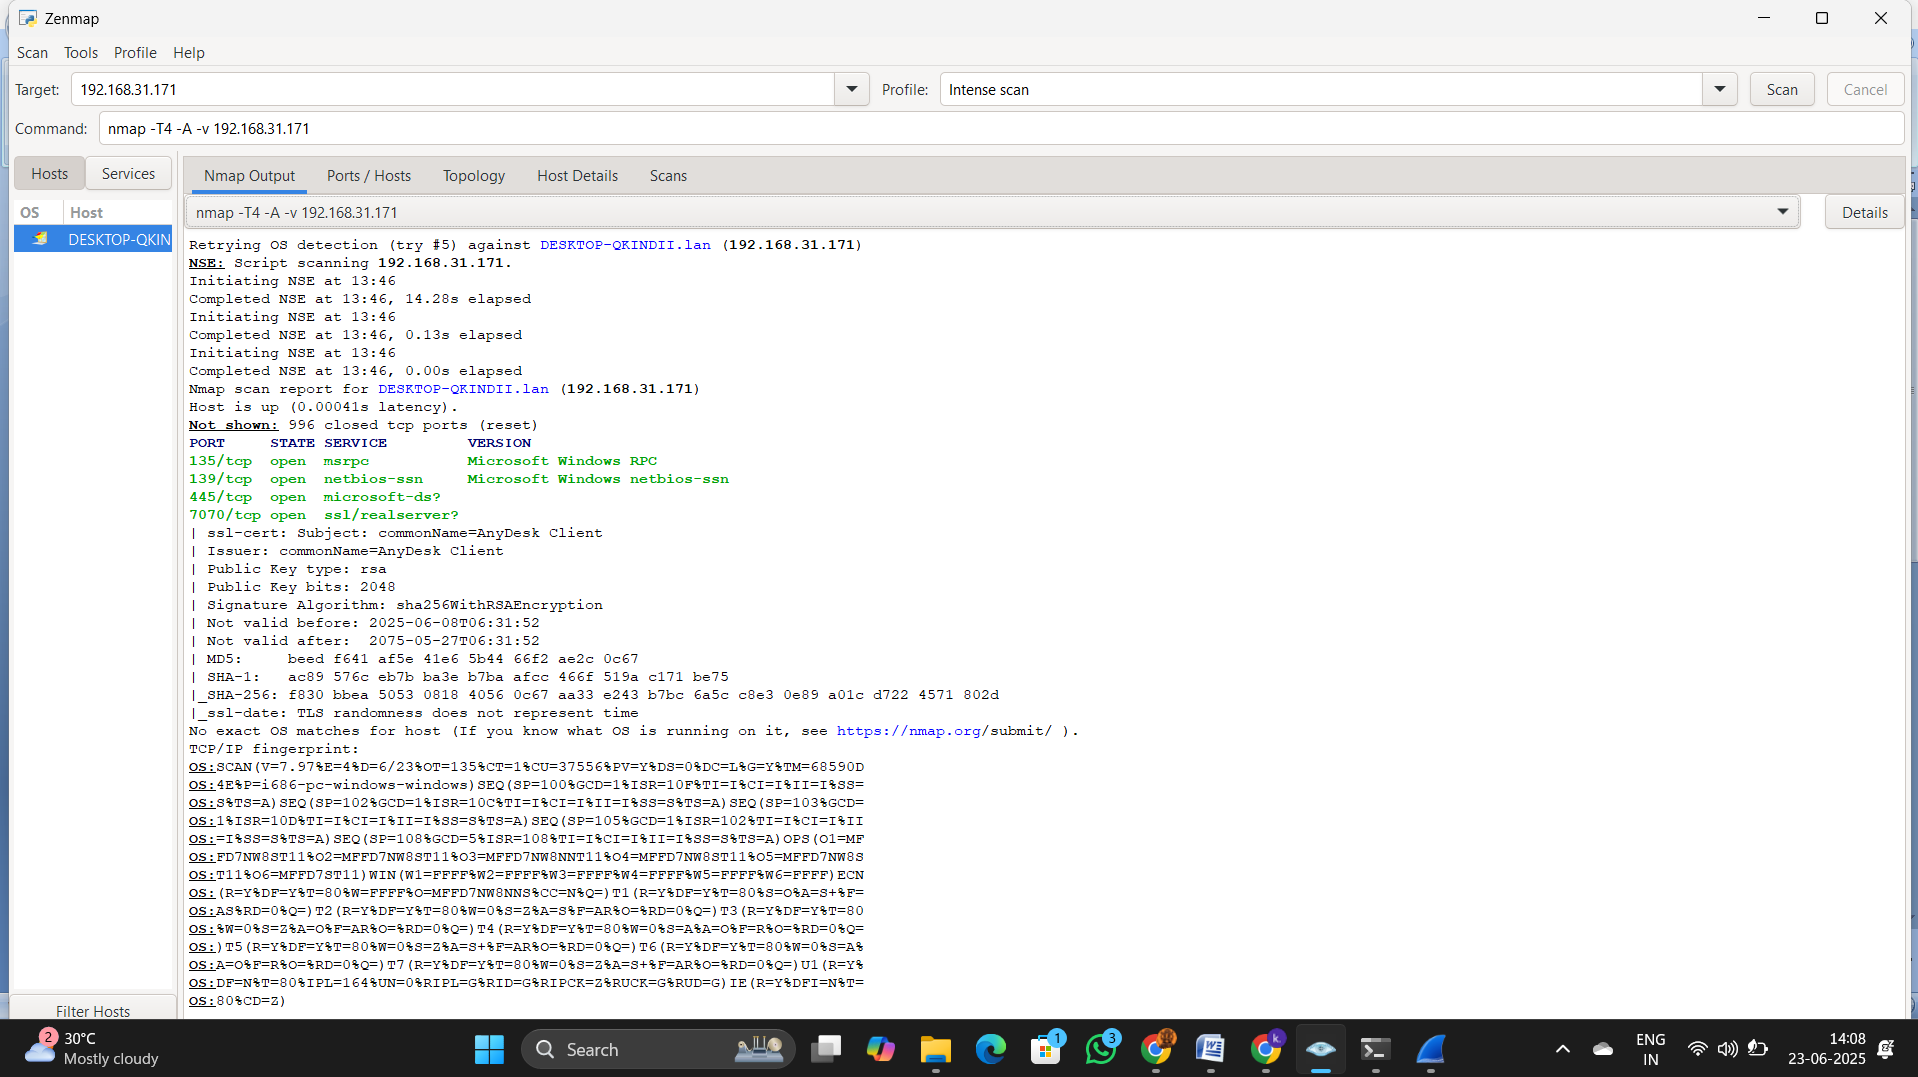 Zenmap
Scan Tools Profile Help
Target: 192.168.31.171 Profile: Intense scan Scan Cancel
Command: nmap -T4 -A -v 192.168.31.171
Hosts Services
Nmap Output Ports / Hosts Topology Host Details Scans
OS Host
nmap -T4 -A -v 192.168.31.171 Details
DESKTOP-QKIN
Retrying OS detection (try #5) against DESKTOP-QKINDII.lan (192.168.31.171)
NSE: Script scanning 192.168.31.171.
Initiating NSE at 13:46
Completed NSE at 13:46, 14.28s elapsed
Initiating NSE at 13:46
Completed NSE at 13:46, 0.13s elapsed
Initiating NSE at 13:46
Completed NSE at 13:46, 0.00s elapsed
Nmap scan report for DESKTOP-QKINDII.lan (192.168.31.171)
Host is up (0.00041s latency).
Not shown: 996 closed tcp ports (reset)
PORT STATE SERVICE VERSION
135/tcp open msrpc Microsoft Windows RPC
139/tcp open netbios-ssn Microsoft Windows netbios-ssn
445/tcp open microsoft-ds?
7070/tcp open ssl/realserver?
| ssl-cert: Subject: commonName=AnyDesk Client
| Issuer: commonName=AnyDesk Client
| Public Key type: rsa
| Public Key bits: 2048
| Signature Algorithm: sha256WithRSAEncryption
| Not valid before: 2025-06-08T06:31:52
| Not valid after: 2075-05-27T06:31:52
| MD5: beed f641 af5e 41e6 5b44 66f2 ae2c 0c67
| SHA-1: ac89 576c eb7b ba3e b7ba afcc 466f 519a c171 be75
|_SHA-256: f830 bbea 5053 0818 4056 0c67 aa33 e243 b7bc 6a5c c8e3 0e89 a01c d722 4571 802d
|_ssl-date: TLS randomness does not represent time
No exact OS matches for host (If you know what OS is running on it, see https://nmap.org/submit/ ).
TCP/IP fingerprint:
OS:SCAN(V=7.97%E=4%D=6/23%OT=135%CT=1%CU=37556%PV=Y%DS=0%DC=L%G=Y%TM=68590D
OS:4E%P=i686-pc-windows-windows)SEQ(SP=100%GCD=1%ISR=10F%TI=I%CI=I%II=I%SS=
OS:S%TS=A)SEQ(SP=102%GCD=1%ISR=10C%TI=I%CI=I%II=I%SS=S%TS=A)SEQ(SP=103%GCD=
OS:1%ISR=10D%TI=I%CI=I%II=I%SS=S%TS=A)SEQ(SP=105%GCD=1%ISR=102%TI=I%CI=I%II
OS:=I%SS=S%TS=A)SEQ(SP=108%GCD=5%ISR=108%TI=I%CI=I%II=I%SS=S%TS=A)OPS(O1=MF
OS:FD7NW8ST11%O2=MFFD7NW8ST11%O3=MFFD7NW8NNT11%O4=MFFD7NW8ST11%O5=MFFD7NW8S
OS:T11%O6=MFFD7ST11)WIN(W1=FFFF%W2=FFFF%W3=FFFF%W4=FFFF%W5=FFFF%W6=FFFF)ECN
OS:(R=Y%DF=Y%T=80%W=FFFF%O=MFFD7NW8NNS%CC=N%Q=)T1(R=Y%DF=Y%T=80%S=O%A=S+%F=
OS:AS%RD=0%Q=)T2(R=Y%DF=Y%T=80%W=0%S=Z%A=S%F=AR%O=%RD=0%Q=)T3(R=Y%DF=Y%T=80
OS:%W=0%S=Z%A=O%F=AR%O=%RD=0%Q=)T4(R=Y%DF=Y%T=80%W=0%S=A%A=O%F=R%O=%RD=0%Q=
OS:)T5(R=Y%DF=Y%T=80%W=0%S=Z%A=S+%F=AR%O=%RD=0%Q=)T6(R=Y%DF=Y%T=80%W=0%S=A%
OS:A=O%F=R%O=%RD=0%Q=)T7(R=Y%DF=Y%T=80%W=0%S=Z%A=S+%F=AR%O=%RD=0%Q=)U1(R=Y%
OS:DF=N%T=80%IPL=164%UN=0%RIPL=G%RID=G%RIPCK=Z%RUCK=G%RUD=G)IE(R=Y%DFI=N%T=
OS:80%CD=Z)
Filter Hosts
2 30°C
Mostly cloudy
Search
1
3
k
ENG
IN
14:08
23-06-2025